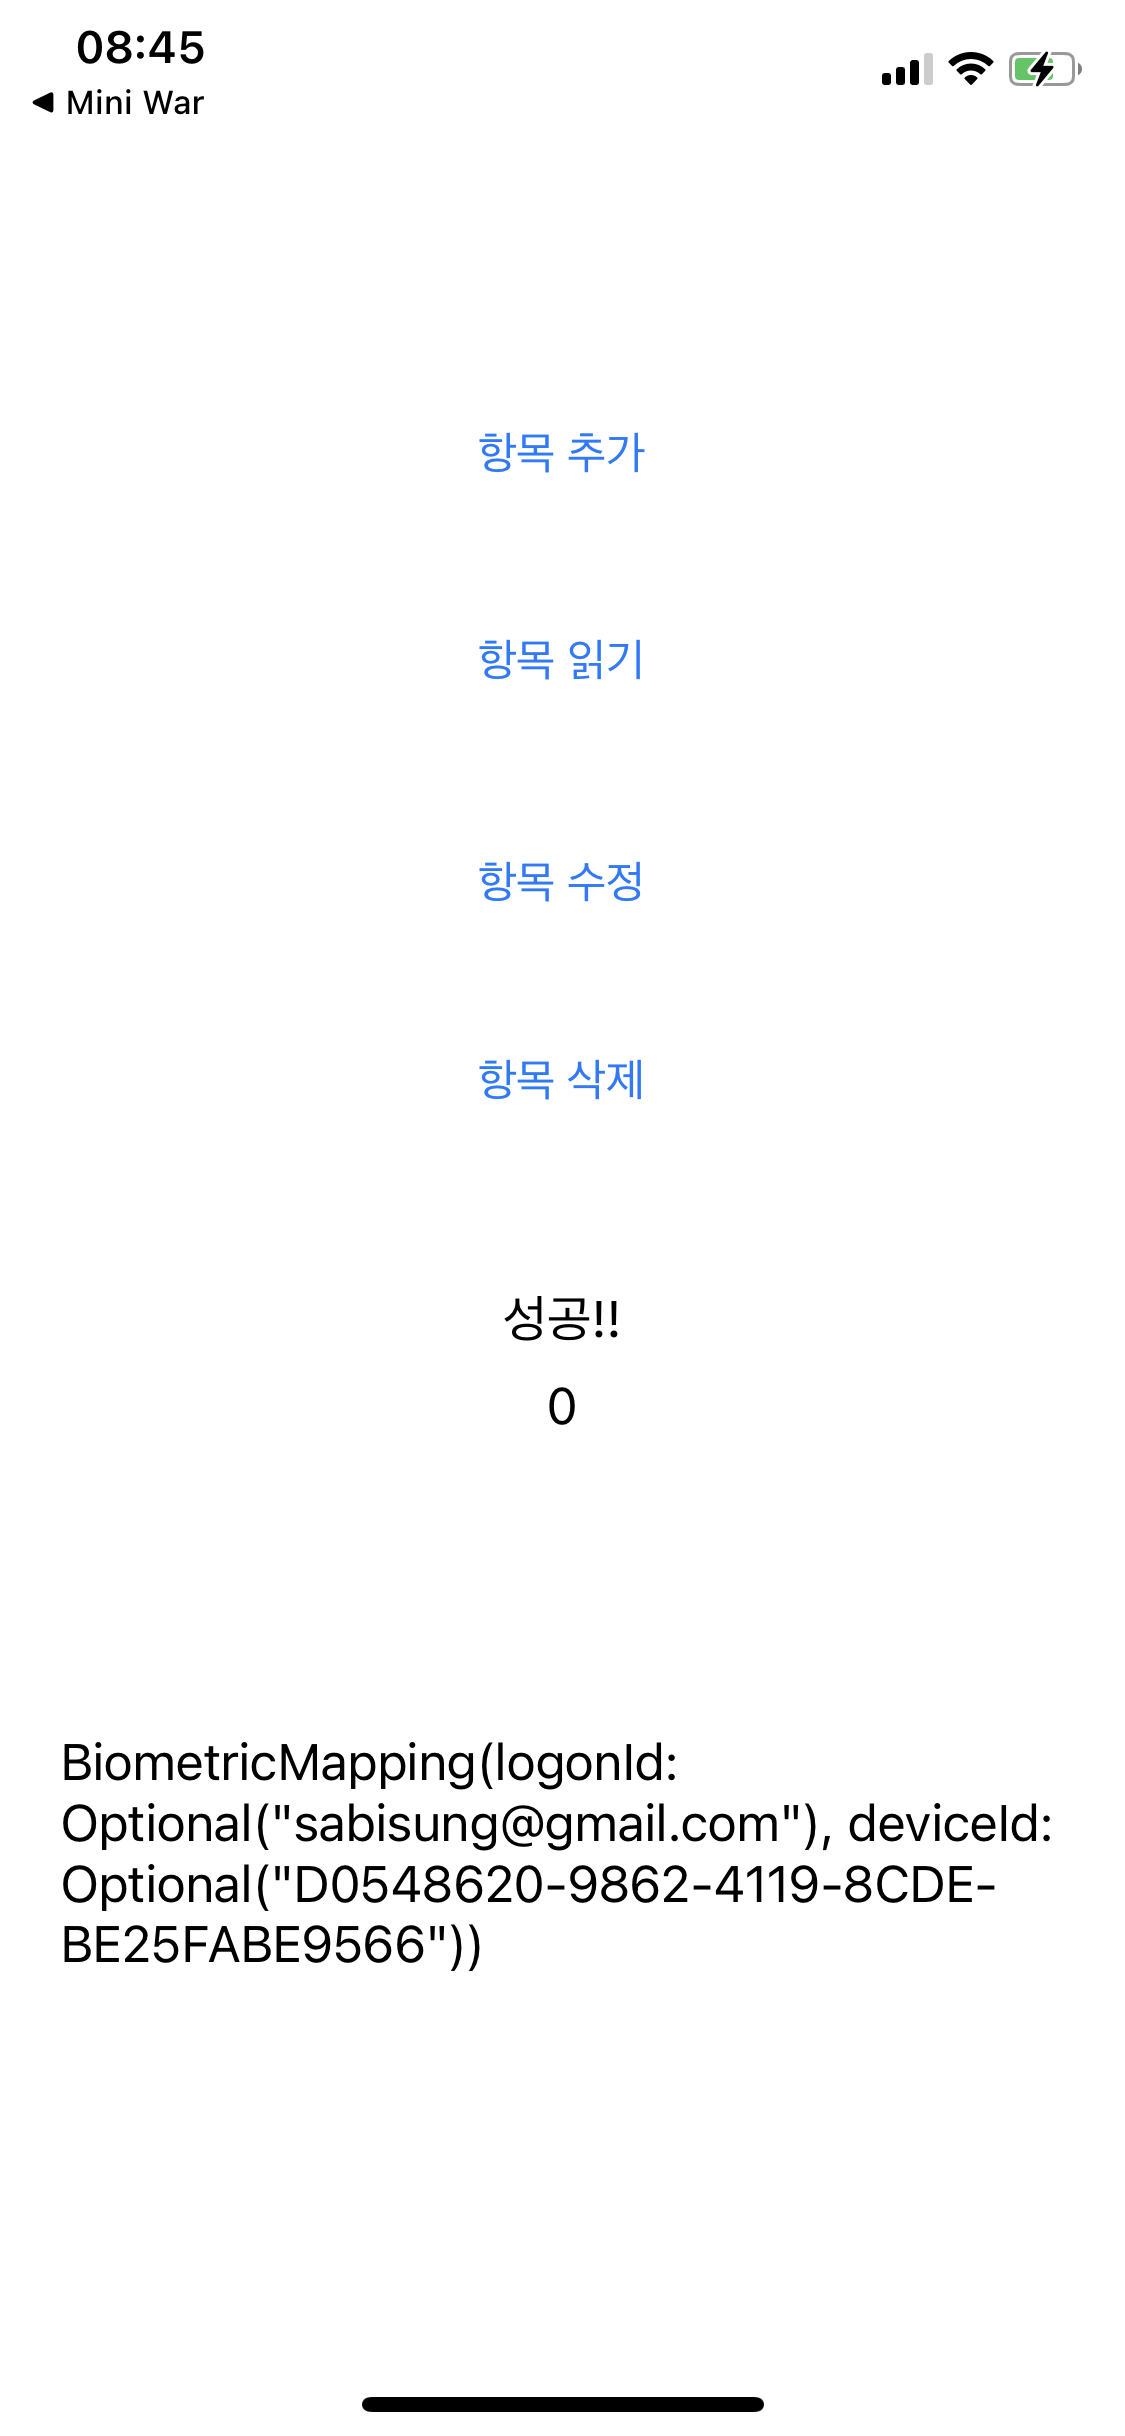 08:45
◀ Mini War
항목 추가
항목 읽기
항목 수정
항목 삭제
성공!!
0
BiometricMapping(logonId:
Optional("sabisung@gmail.com"), deviceId:
Optional("D0548620-9862-4119-8CDE-
BE25FABE9566"))